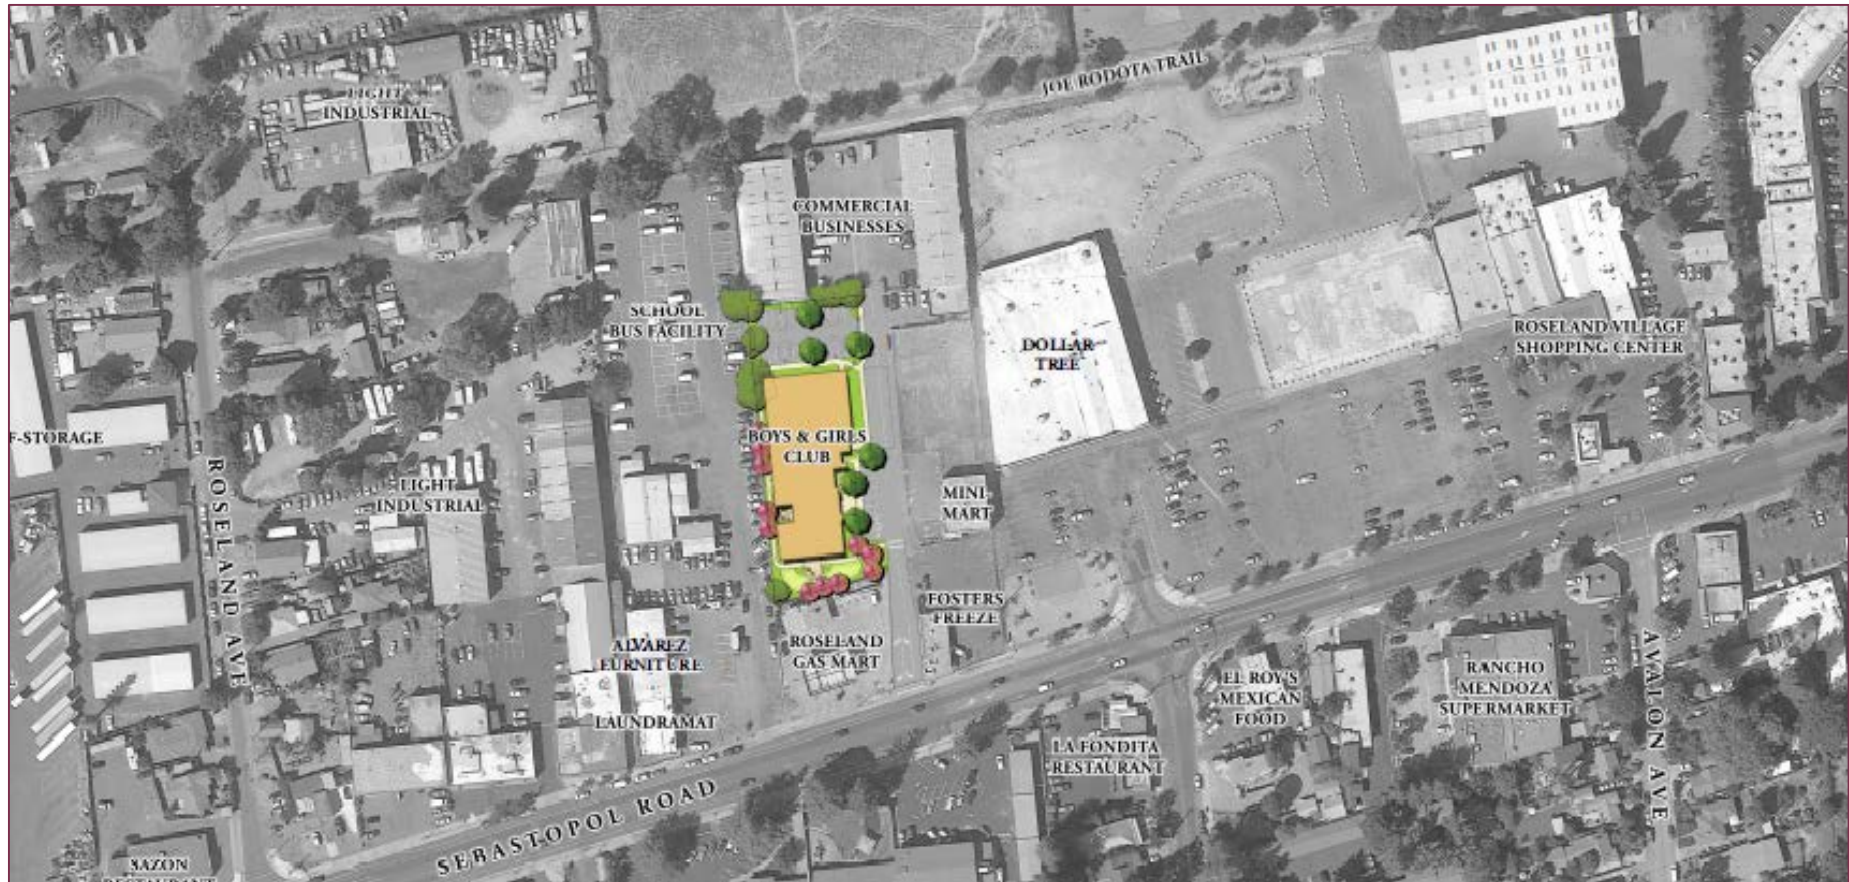 JOE RODOTA TRAIL
LIGHT
INDUSTRIAL
COMMERCIAL
BUSINESSES
SCHOOL
BUS FACILITY
DOLLAR
TREE
ROSELAND VILLAGE
SHOPPING CENTER
F-STORAGE
BOYS & GIRLS
CLUB
ROSELAND AVE
LIGHT
INDUSTRIAL
MINI
MART
FOSTERS
FREEZE
ALVAREZ
FURNITURE
ROSELAND
GAS MART
LAUNDRAMAT
EL ROY'S
MEXICAN
FOOD
RANCHO
MENDOZA
SUPERMARKET
AVALON AVE
LA FONDITA
RESTAURANT
SEBASTOPOL ROAD
SAZON
RESTAURANT